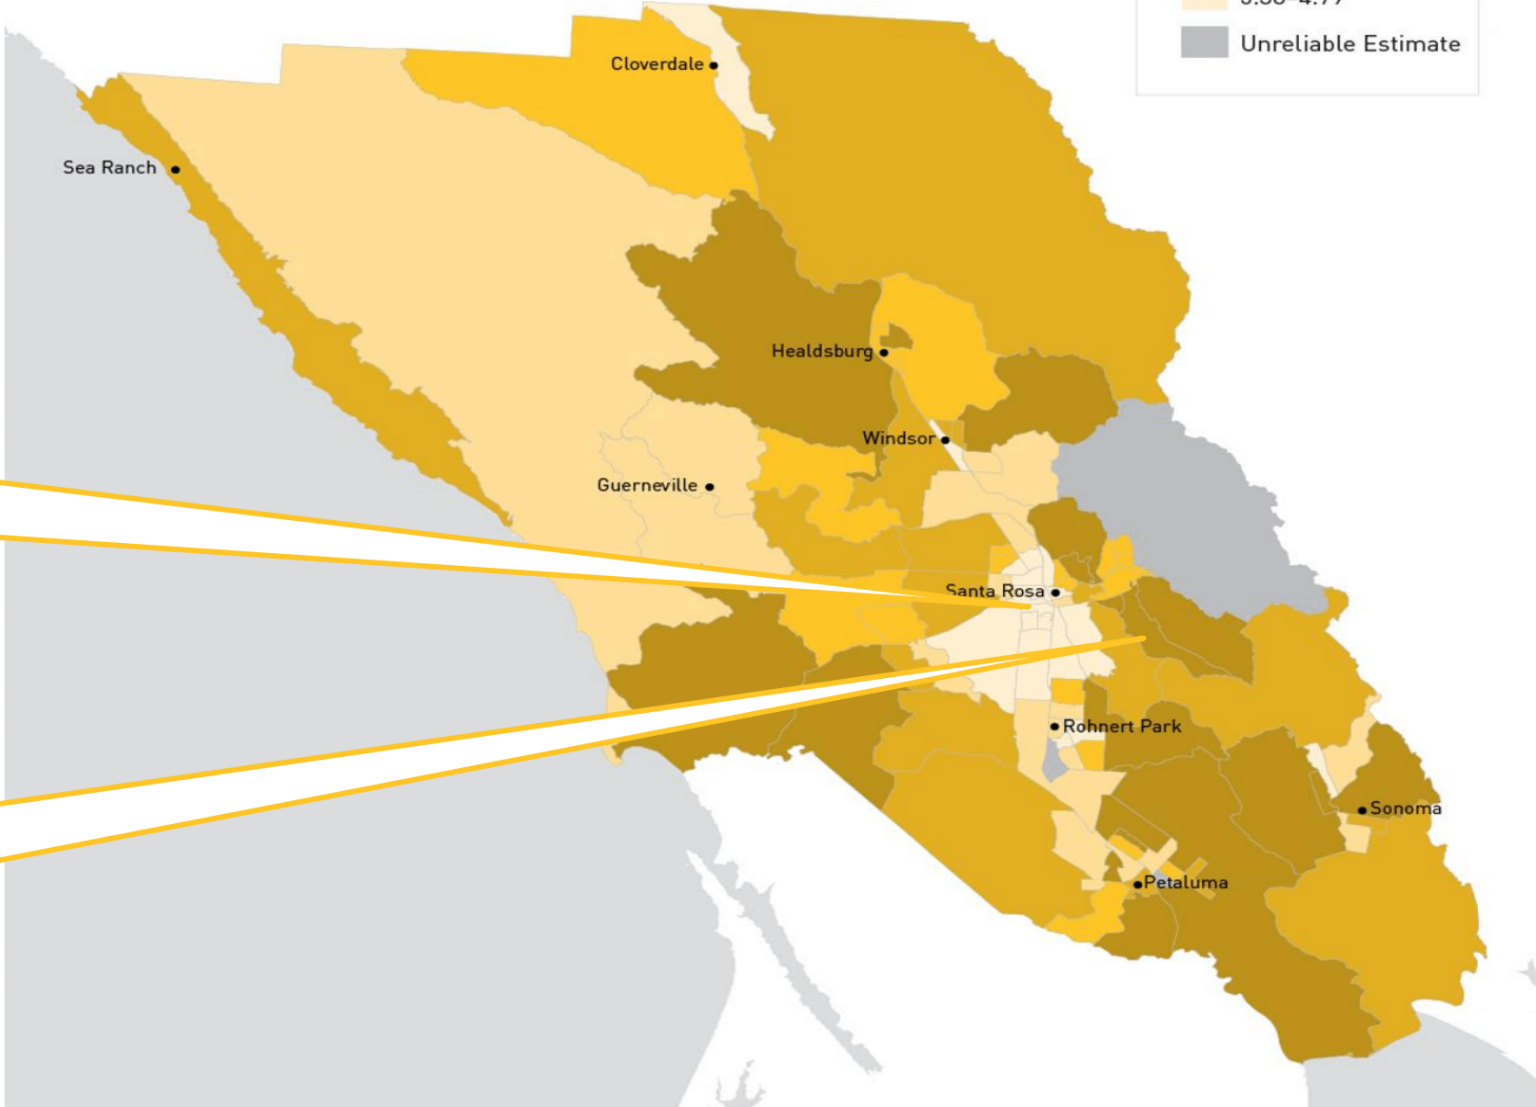 Unreliable Estimate
Cloverdale
Sea Ranch
Healdsburg
Windsor
Guerneville
Santa Rosa
Rohnert Park
Sonoma
Petaluma